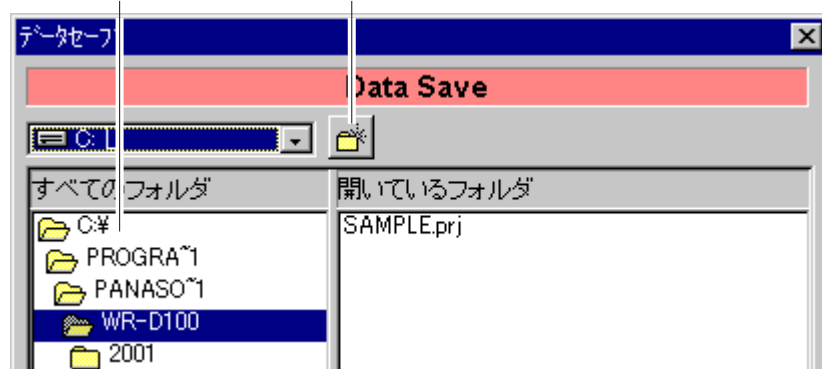 データセーブ
Data Save
C: [
すべてのフォルダ
開いているフォルダ
C:¥
SAMPLE.prj
PROGRA~1
PANASO~1
WR-D100
2001